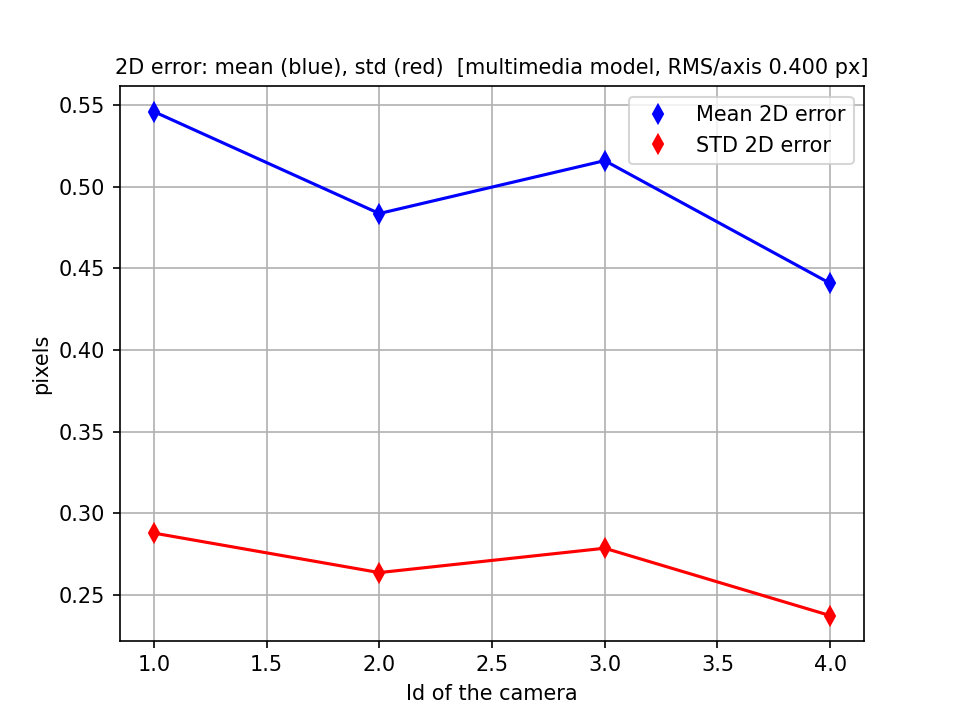 2D error: mean (blue), std (red)  [multimedia model, RMS/axis 0.400 px]
Mean 2D error
STD 2D error
0.55
0.50
0.45
0.40
0.35
0.30
0.25
pixels
1.0 1.5 2.0 2.5 3.0 3.5 4.0
Id of the camera